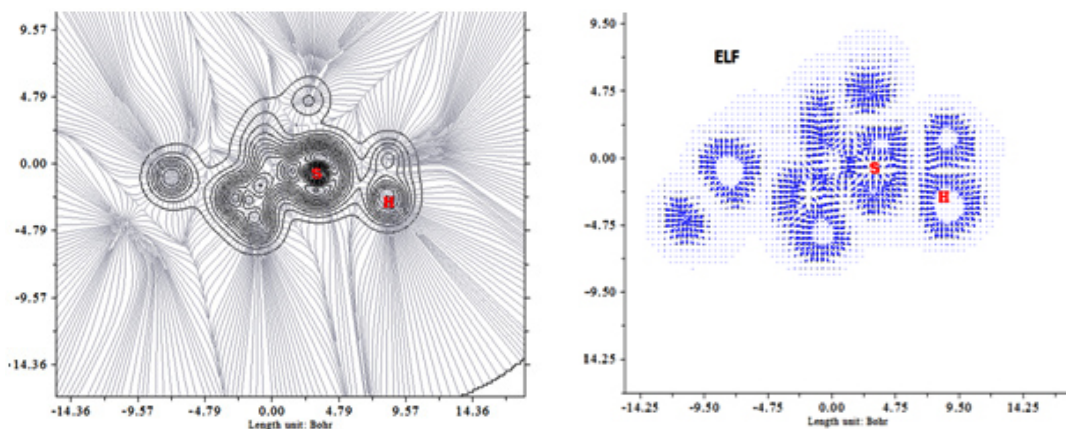 9.57
4.79
0.00
-4.79
-9.57
-14.36
S
H
-14.36 -9.57 -4.79 0.00 4.79 9.57 14.36
Length unit: Bohr
9.50
4.75
0.00
-4.75
-9.50
-14.25
ELF
S
H
-14.25 -9.50 -4.75 0.00 4.75 9.50 14.25
Length unit: Bohr